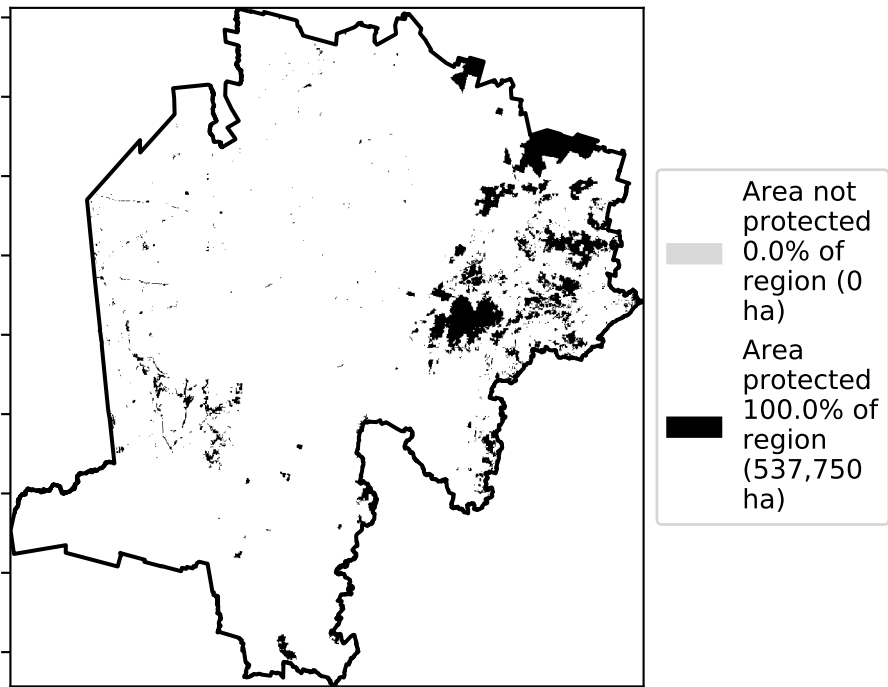 Area not
protected
0.0% of
region (0
ha)
Area
protected
100.0% of
region
(537,750
ha)